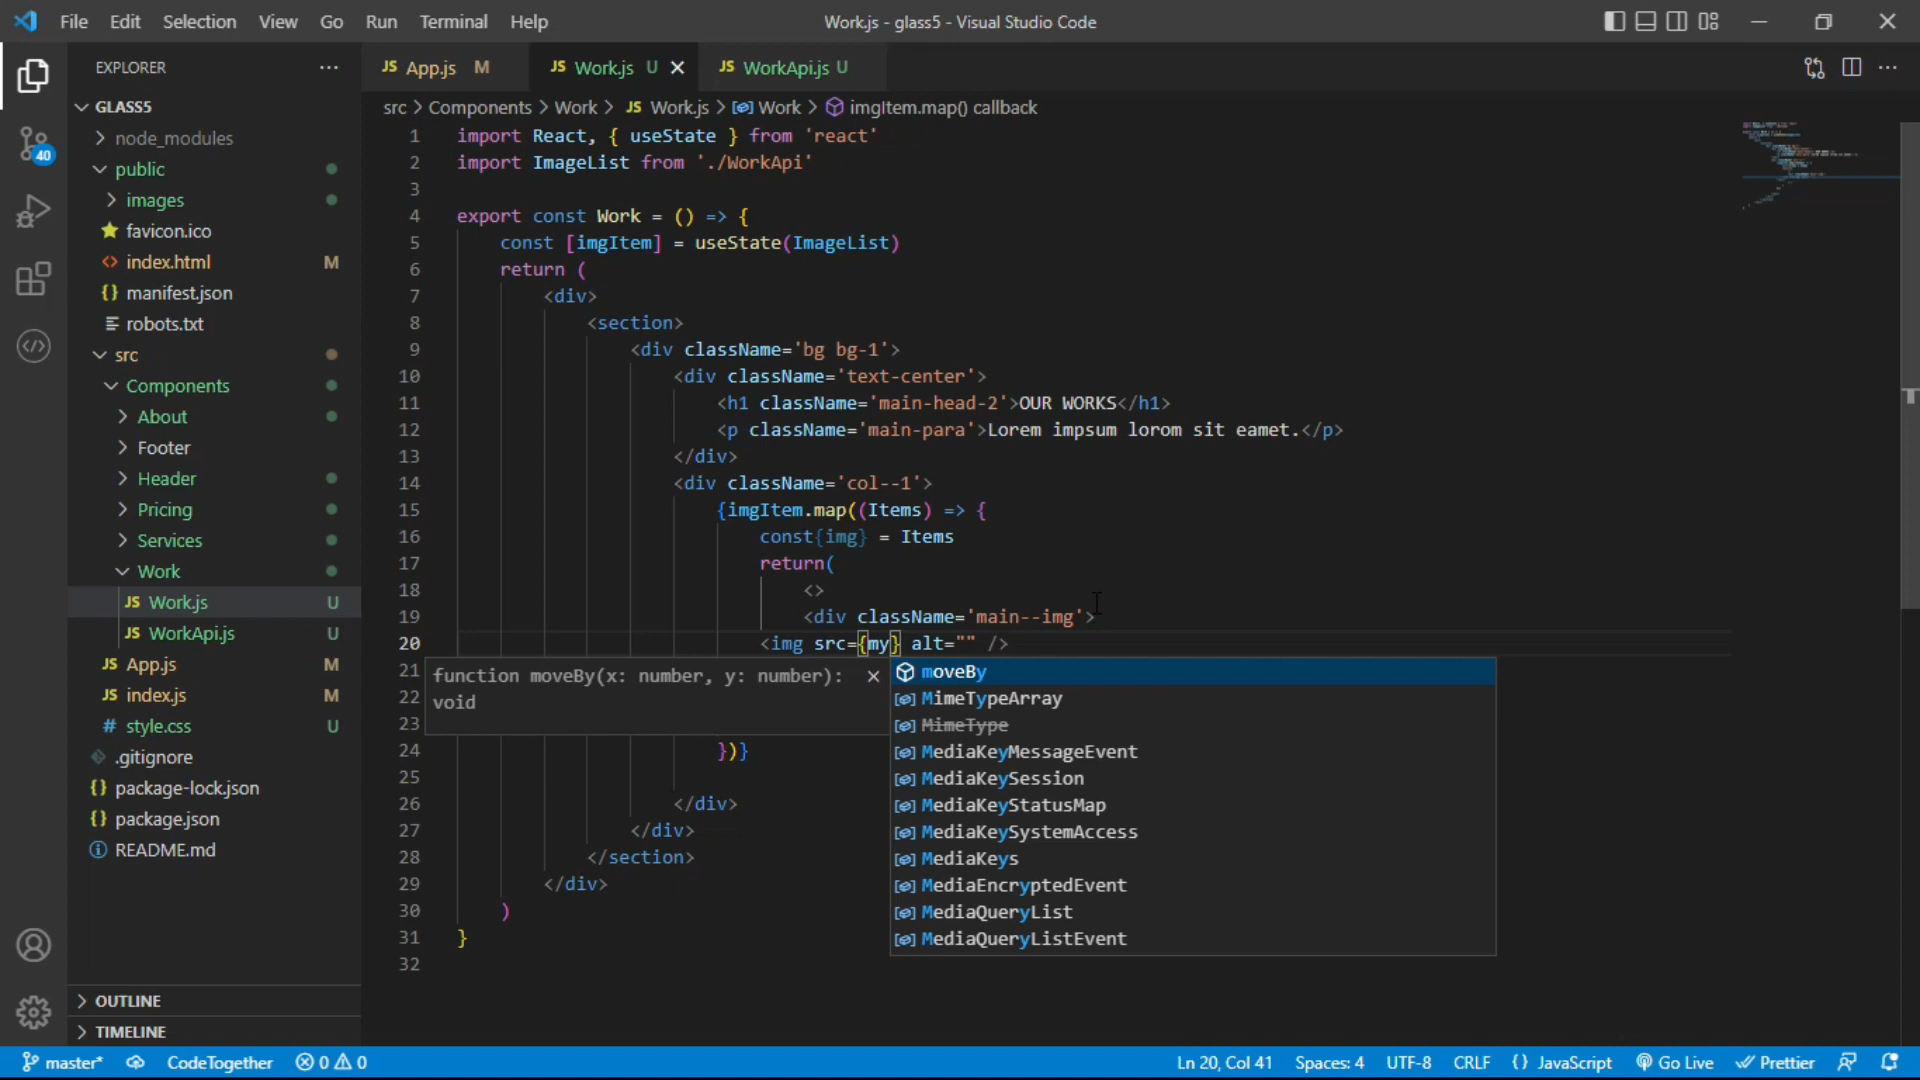 File Edit Selection View Go Run Terminal Help
Work.js - glass5 - Visual Studio Code
EXPLORER
GLASS5
node_modules
public
images
favicon.ico
index.html M
manifest.json
robots.txt
src
Components
About
Footer
Header
Pricing
Services
Work
JS Work.js U
JS WorkApi.js U
JS App.js M
JS index.js M
# style.css U
.gitignore
{} package-lock.json
{} package.json
README.md
OUTLINE
TIMELINE
40
JS App.js M
JS Work.js U
JS WorkApi.js U
src > Components > Work > JS Work.js > Work > imgItem.map() callback
1 import React, { useState } from 'react'
2 import ImageList from './WorkApi'
3
4 export const Work = () => {
5 const [imgItem] = useState(ImageList)
6 return (
7 <div>
8 <section>
9 <div className='bg bg-1'>
10 <div className='text-center'>
11 <h1 className='main-head-2'>OUR WORKS</h1>
12 <p className='main-para'>Lorem impsum lorom sit eamet.</p>
13 </div>
14 <div className='col--1'>
15 {imgItem.map((Items) => {
16 const{img} = Items
17 return(
18 <>
19 <div className='main--img'>
20 <img src={my} alt="" />
21
22
23
24 })}
25
26 </div>
27 </div>
28 </section>
29 </div>
30 )
31 }
32
function moveBy(x: number, y: number):
void
moveBy
MimeTypeArray
MimeType
MediaKeyMessageEvent
MediaKeySession
MediaKeyStatusMap
MediaKeySystemAccess
MediaKeys
MediaEncryptedEvent
MediaQueryList
MediaQueryListEvent
master* CodeTogether 0 0
Ln 20, Col 41 Spaces: 4 UTF-8 CRLF {} JavaScript Go Live Prettier